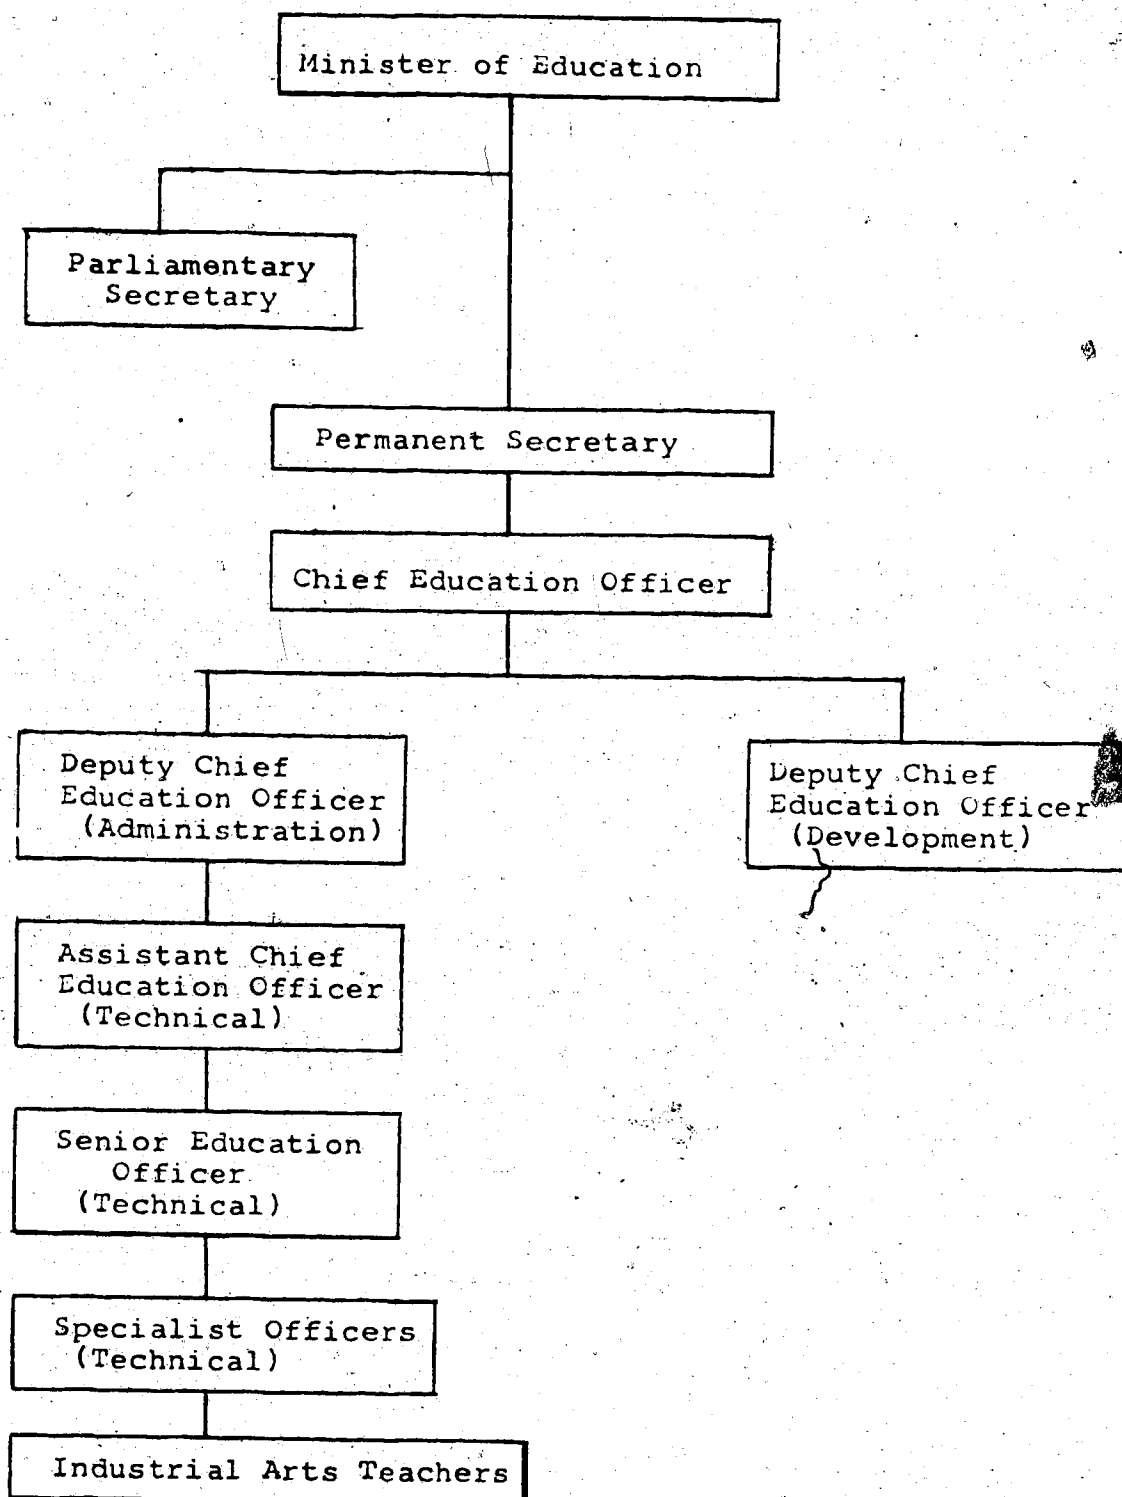 Minister of Education
Parliamentary
Secretary
Permanent Secretary
Chief Education Officer
Deputy Chief
Education Officer
(Administration)
Deputy Chief
Education Officer
(Development)
Assistant Chief
Education Officer
(Technical)
Senior Education
Officer
(Technical)
Specialist Officers
(Technical)
Industrial Arts Teachers